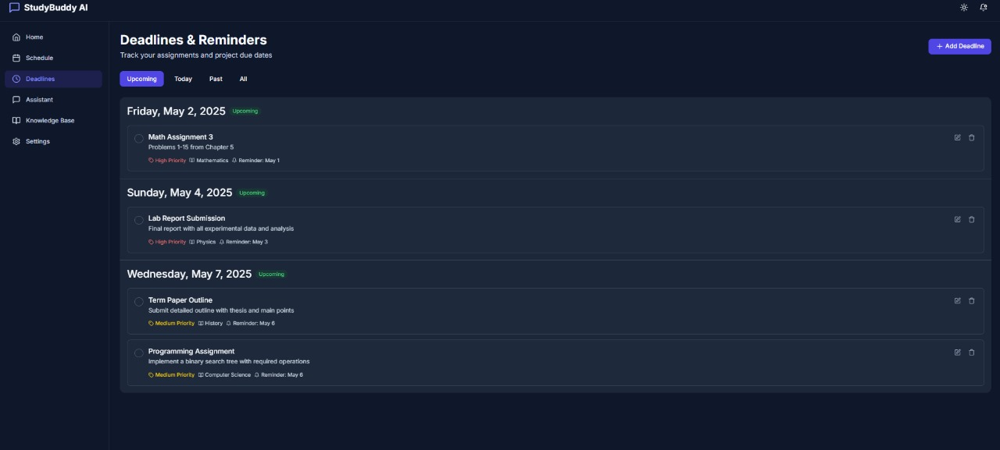 StudyBuddy AI
Home
Schedule
Deadlines
Assistant
Knowledge Base
Settings
Deadlines & Reminders
Track your assignments and project due dates
+ Add Deadline
Upcoming Today Past All
Friday, May 2, 2025 Upcoming
Math Assignment 3
Problems 1-15 from Chapter 5
High Priority Mathematics Reminder: May 1
Sunday, May 4, 2025 Upcoming
Lab Report Submission
Final report with all experimental data and analysis
High Priority Physics Reminder: May 3
Wednesday, May 7, 2025 Upcoming
Term Paper Outline
Submit detailed outline with thesis and main points
Medium Priority History Reminder: May 6
Programming Assignment
Implement a binary search tree with required operations
Medium Priority Computer Science Reminder: May 6